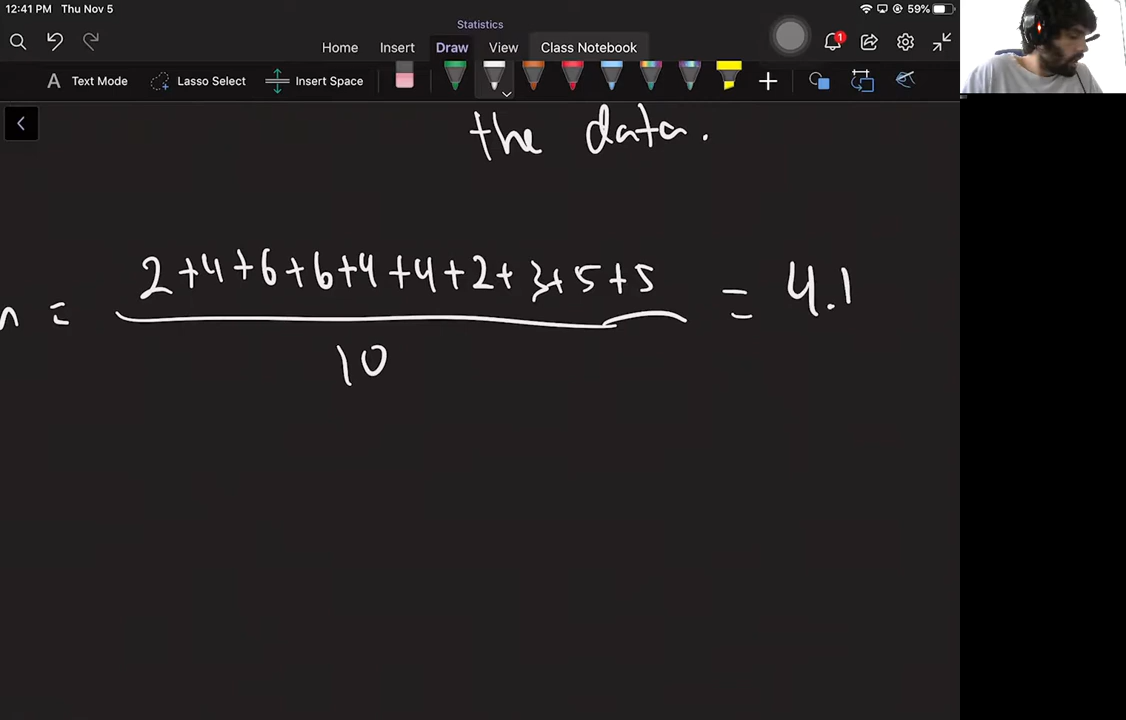 12:41 PM Thu Nov 5
59%
Statistics
Home Insert Draw View Class Notebook
1
Text Mode Lasso Select Insert Space
the data.
2+4+6+6+4+4+2+3+5+5
n = = 4.1
10